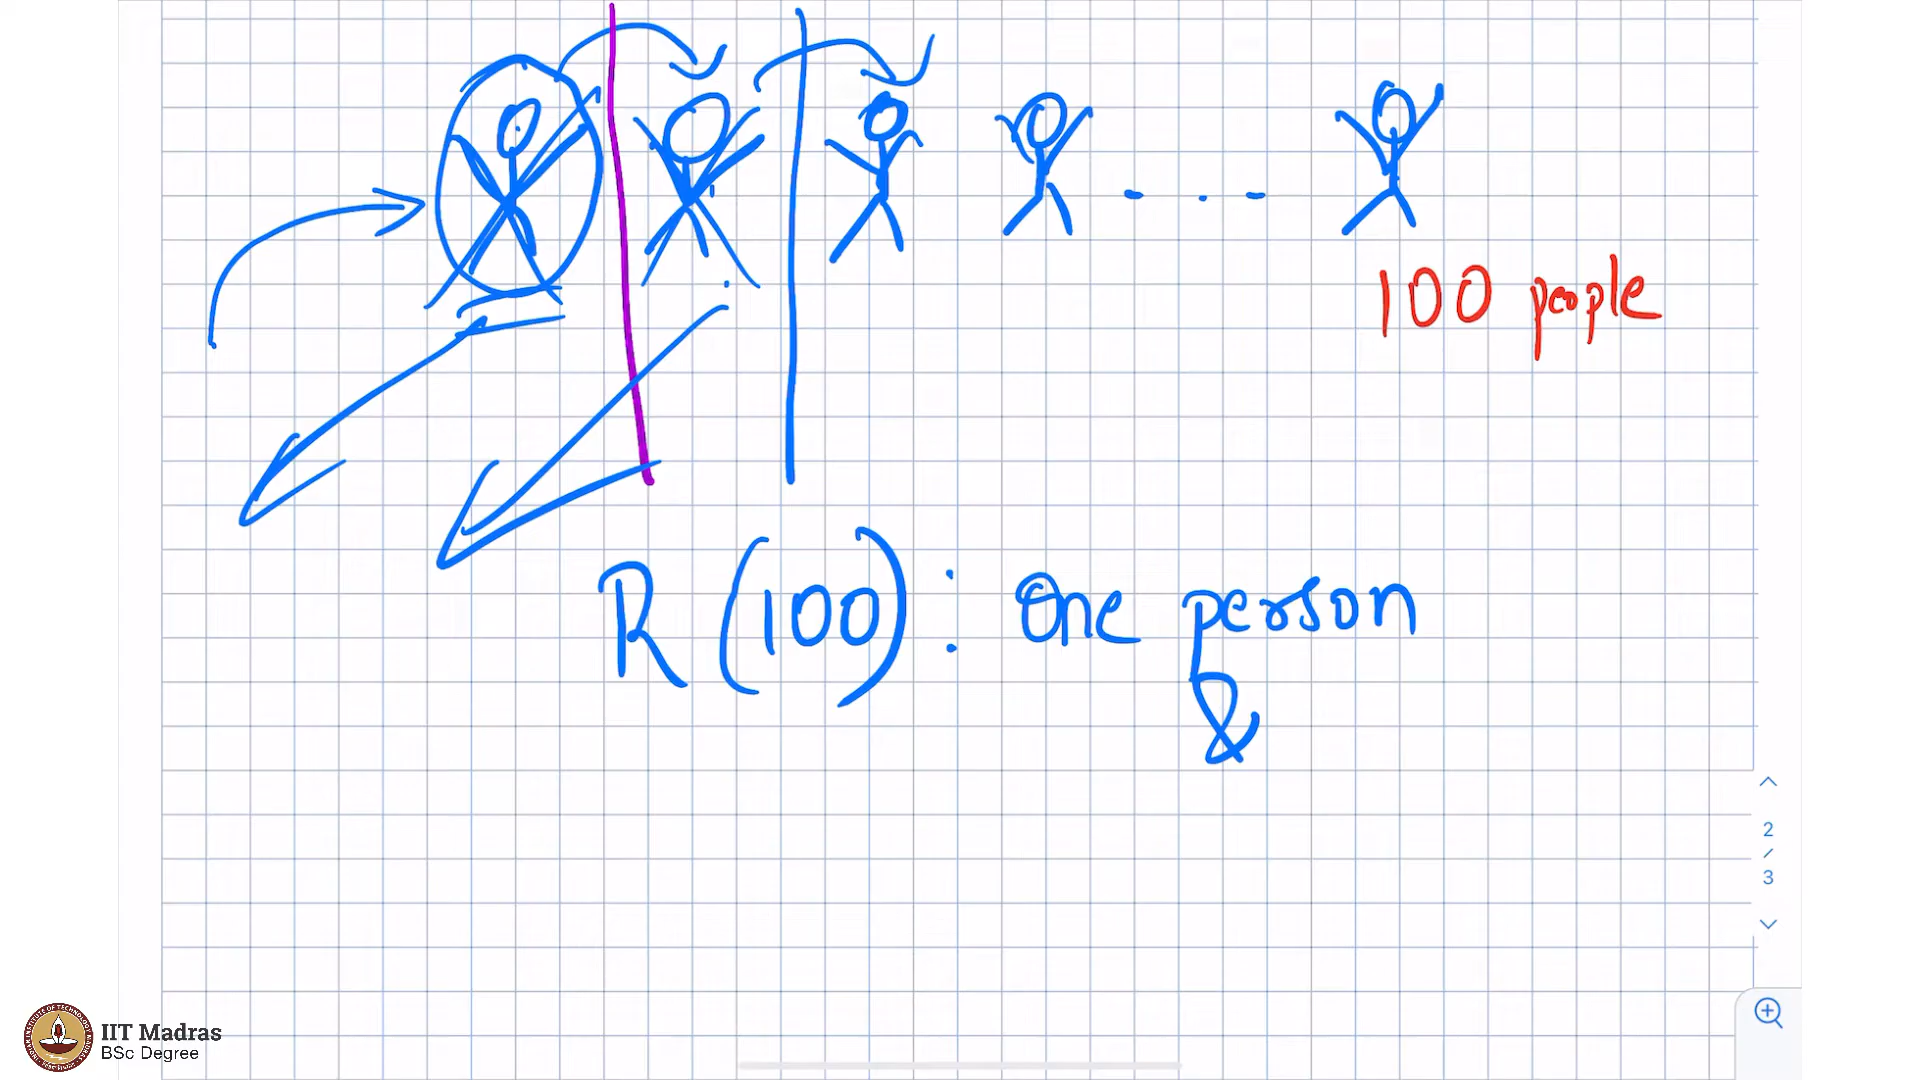 100 people
R (100) : One person
&
2
/
3
IIT Madras
BSc Degree